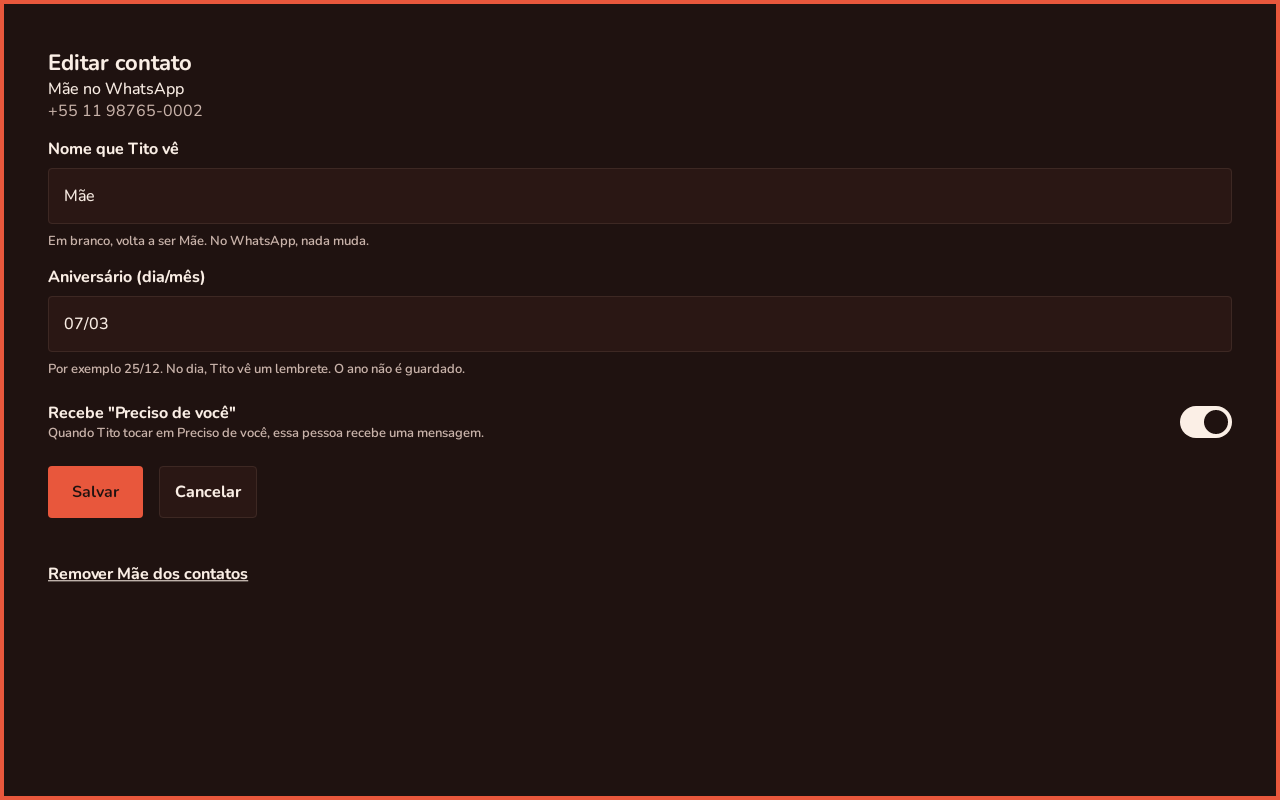 Editar contato
Mãe no WhatsApp
+55 11 98765-0002
Nome que Tito vê
Mãe
Em branco, volta a ser Mãe. No WhatsApp, nada muda.
Aniversário (dia/mês)
07/03
Por exemplo 25/12. No dia, Tito vê um lembrete. O ano não é guardado.
Recebe "Preciso de você"
Quando Tito tocar em Preciso de você, essa pessoa recebe uma mensagem.
Salvar
Cancelar
Remover Mãe dos contatos